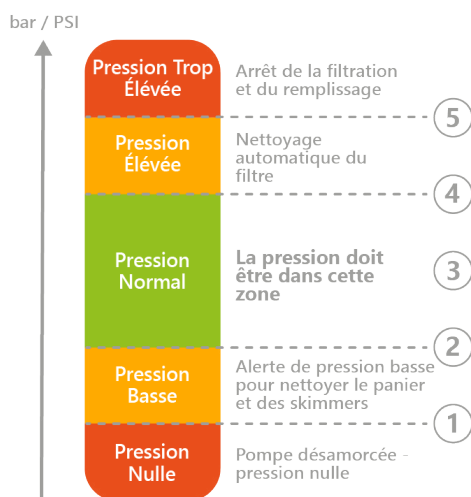 bar / PSI
Pression Trop
Élévée
Arrêt de la filtration
et du remplissage
5
Pression
Élévée
Nettoyage
automatique du
filtre
4
Pression
Normal
La pression doit
être dans cette
zone
3
2
Pression
Basse
Alerte de pression basse
pour nettoyer le panier
et des skimmers
1
Pression
Nulle
Pompe désamorcée -
pression nulle